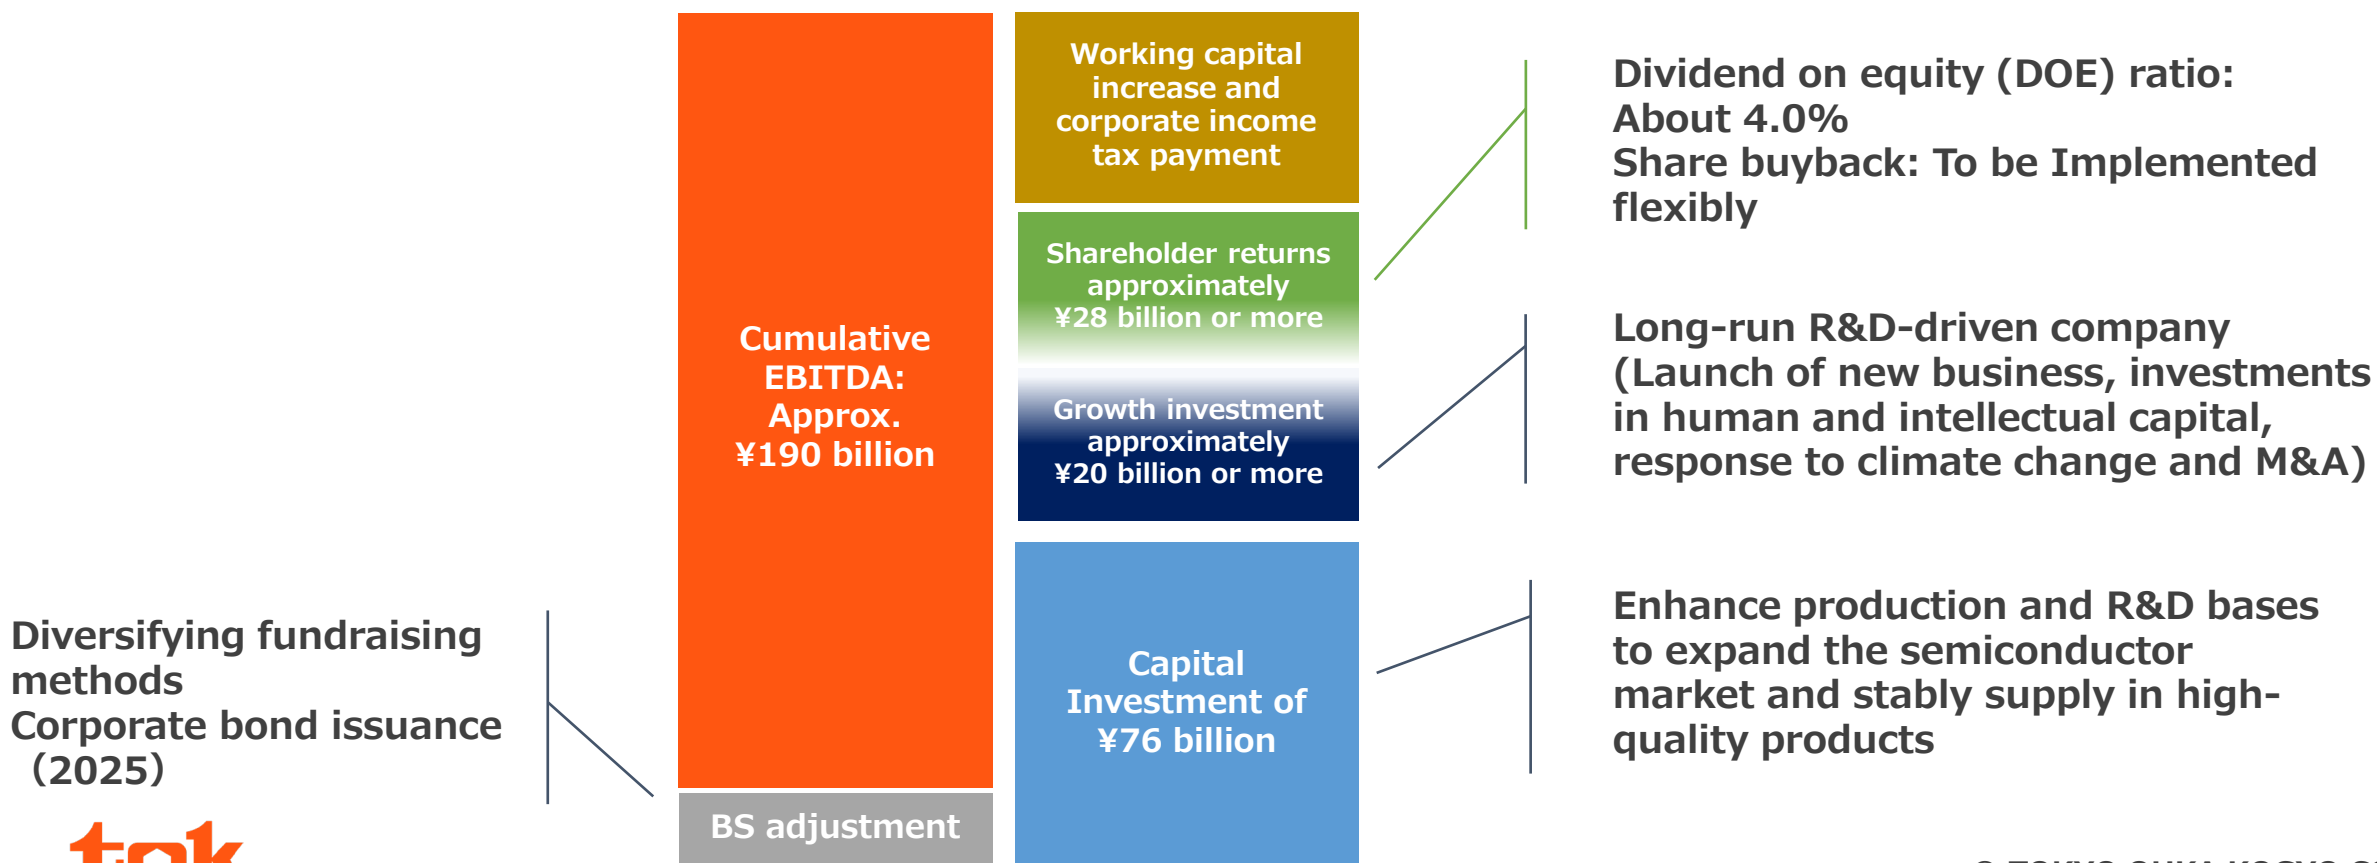 Working capital
increase and
corporate income
tax payment
Dividend on equity (DOE) ratio:
About 4.0%
Share buyback: To be Implemented
flexibly
Shareholder returns
approximately
¥28 billion or more
Cumulative
EBITDA:
Approx.
¥190 billion
Growth investment
approximately
¥20 billion or more
Long-run R&D-driven company
(Launch of new business, investments
in human and intellectual capital,
response to climate change and M&A)
Diversifying fundraising
methods
Corporate bond issuance
（2025）
Capital
Investment of
¥76 billion
Enhance production and R&D bases
to expand the semiconductor
market and stably supply in high-
quality products
BS adjustment
tok